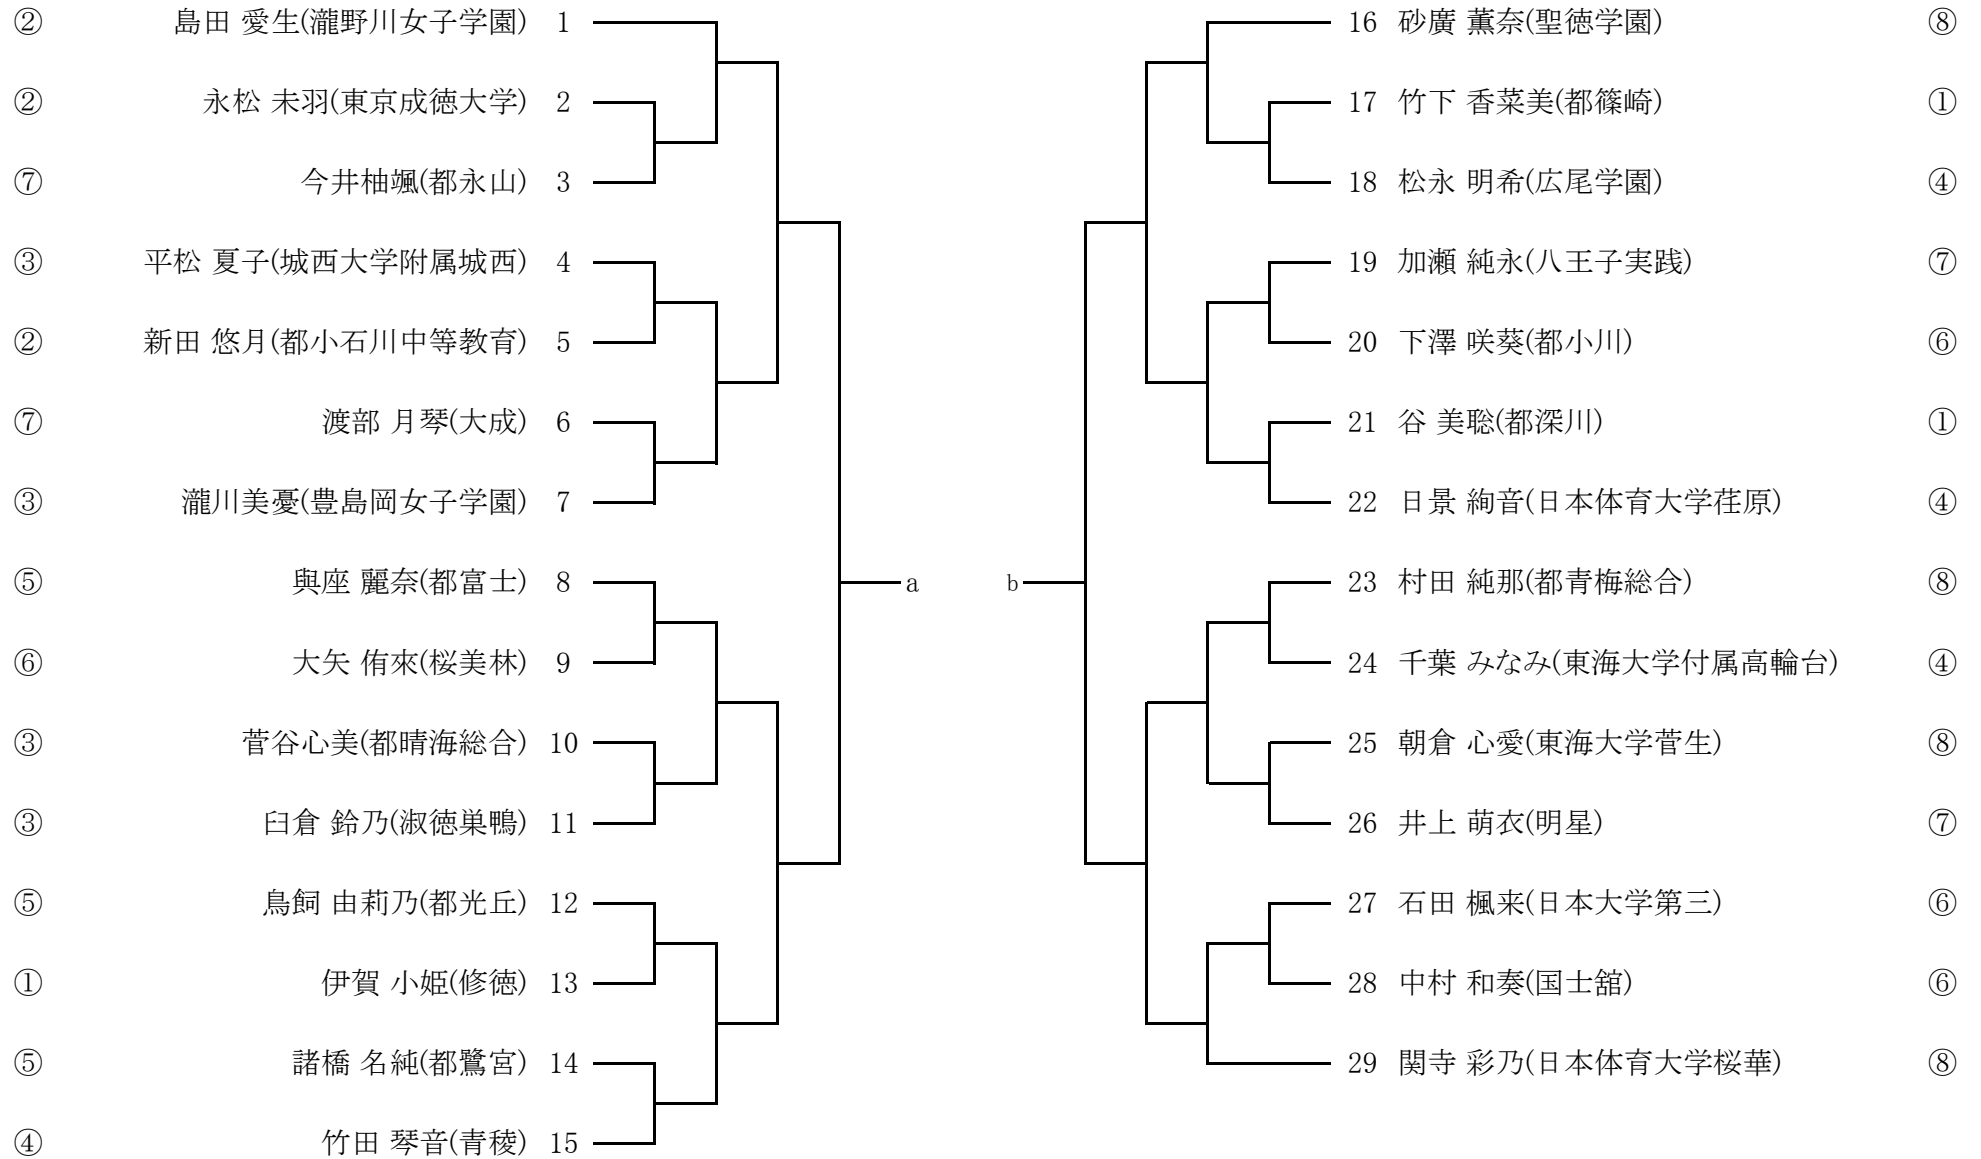 ② 島田 愛生(瀧野川女子学園) 1
② 永松 未羽(東京成徳大学) 2
⑦ 今井柚颯(都永山) 3
③ 平松 夏子(城西大学附属城西) 4
② 新田 悠月(都小石川中等教育) 5
⑦ 渡部 月琴(大成) 6
③ 瀧川美憂(豊島岡女子学園) 7
⑤ 與座 麗奈(都富士) 8
⑥ 大矢 侑來(桜美林) 9
③ 菅谷心美(都晴海総合) 10
③ 臼倉 鈴乃(淑徳巣鴨) 11
⑤ 鳥飼 由莉乃(都光丘) 12
① 伊賀 小姫(修徳) 13
⑤ 諸橋 名純(都鷺宮) 14
④ 竹田 琴音(青稜) 15
a
b
16 砂廣 薫奈(聖徳学園) ⑧
17 竹下 香菜美(都篠崎) ①
18 松永 明希(広尾学園) ④
19 加瀬 純永(八王子実践) ⑦
20 下澤 咲葵(都小川) ⑥
21 谷 美聡(都深川) ①
22 日景 絢音(日本体育大学荏原) ④
23 村田 純那(都青梅総合) ⑧
24 千葉 みなみ(東海大学付属高輪台) ④
25 朝倉 心愛(東海大学菅生) ⑧
26 井上 萌衣(明星) ⑦
27 石田 楓来(日本大学第三) ⑥
28 中村 和奏(国士舘) ⑥
29 関寺 彩乃(日本体育大学桜華) ⑧